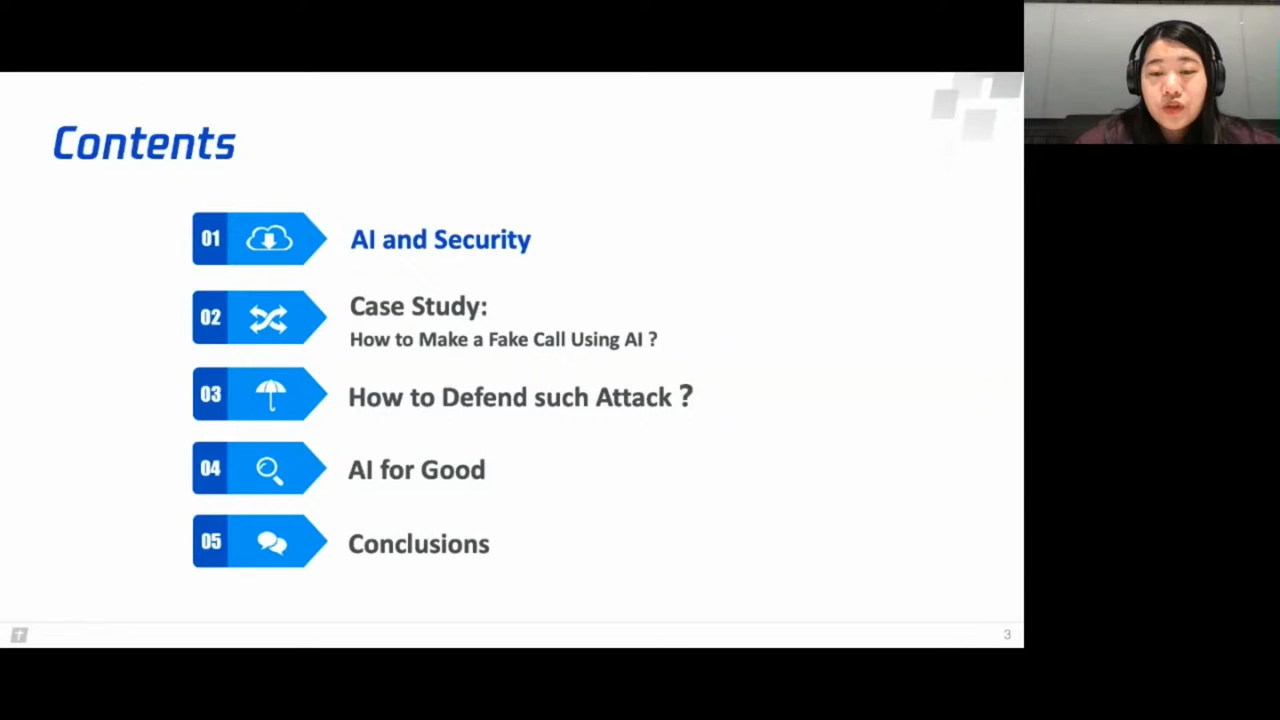 Contents
01 AI and Security
02 Case Study:
How to Make a Fake Call Using AI ?
03 How to Defend such Attack ?
04 AI for Good
05 Conclusions
3